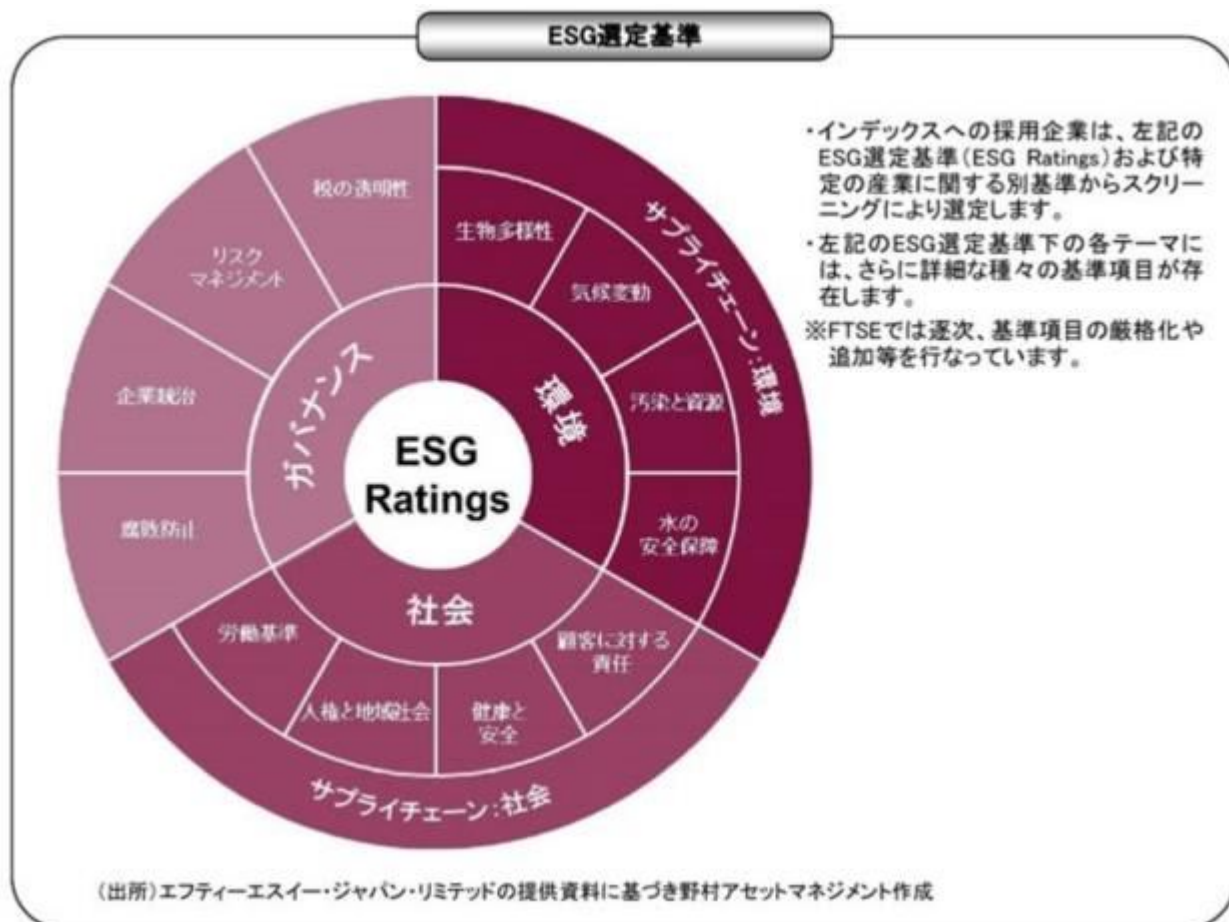 ESG選定基準
税の透明性
リスク
マネジメント
企業統治
腐敗防止
ガバナンス
生物多様性
気候変動
汚染と資源
水の
安全保障
環境
サプライチェーン:環境
ESG
Ratings
社会
労働基準
人権と地域社会
健康と
安全
顧客に対する
責任
サプライチェーン:社会
・インデックスへの採用企業は、左記の
ESG選定基準(ESG Ratings)および特
定の産業に関する別基準からスクリー
ニングにより選定します。
・左記のESG選定基準下の各テーマに
は、さらに詳細な種々の基準項目が存
在します。
※FTSEでは逐次、基準項目の厳格化や
追加等を行なっています。
(出所)エフティーエスイー・ジャパン・リミテッドの提供資料に基づき野村アセットマネジメント作成